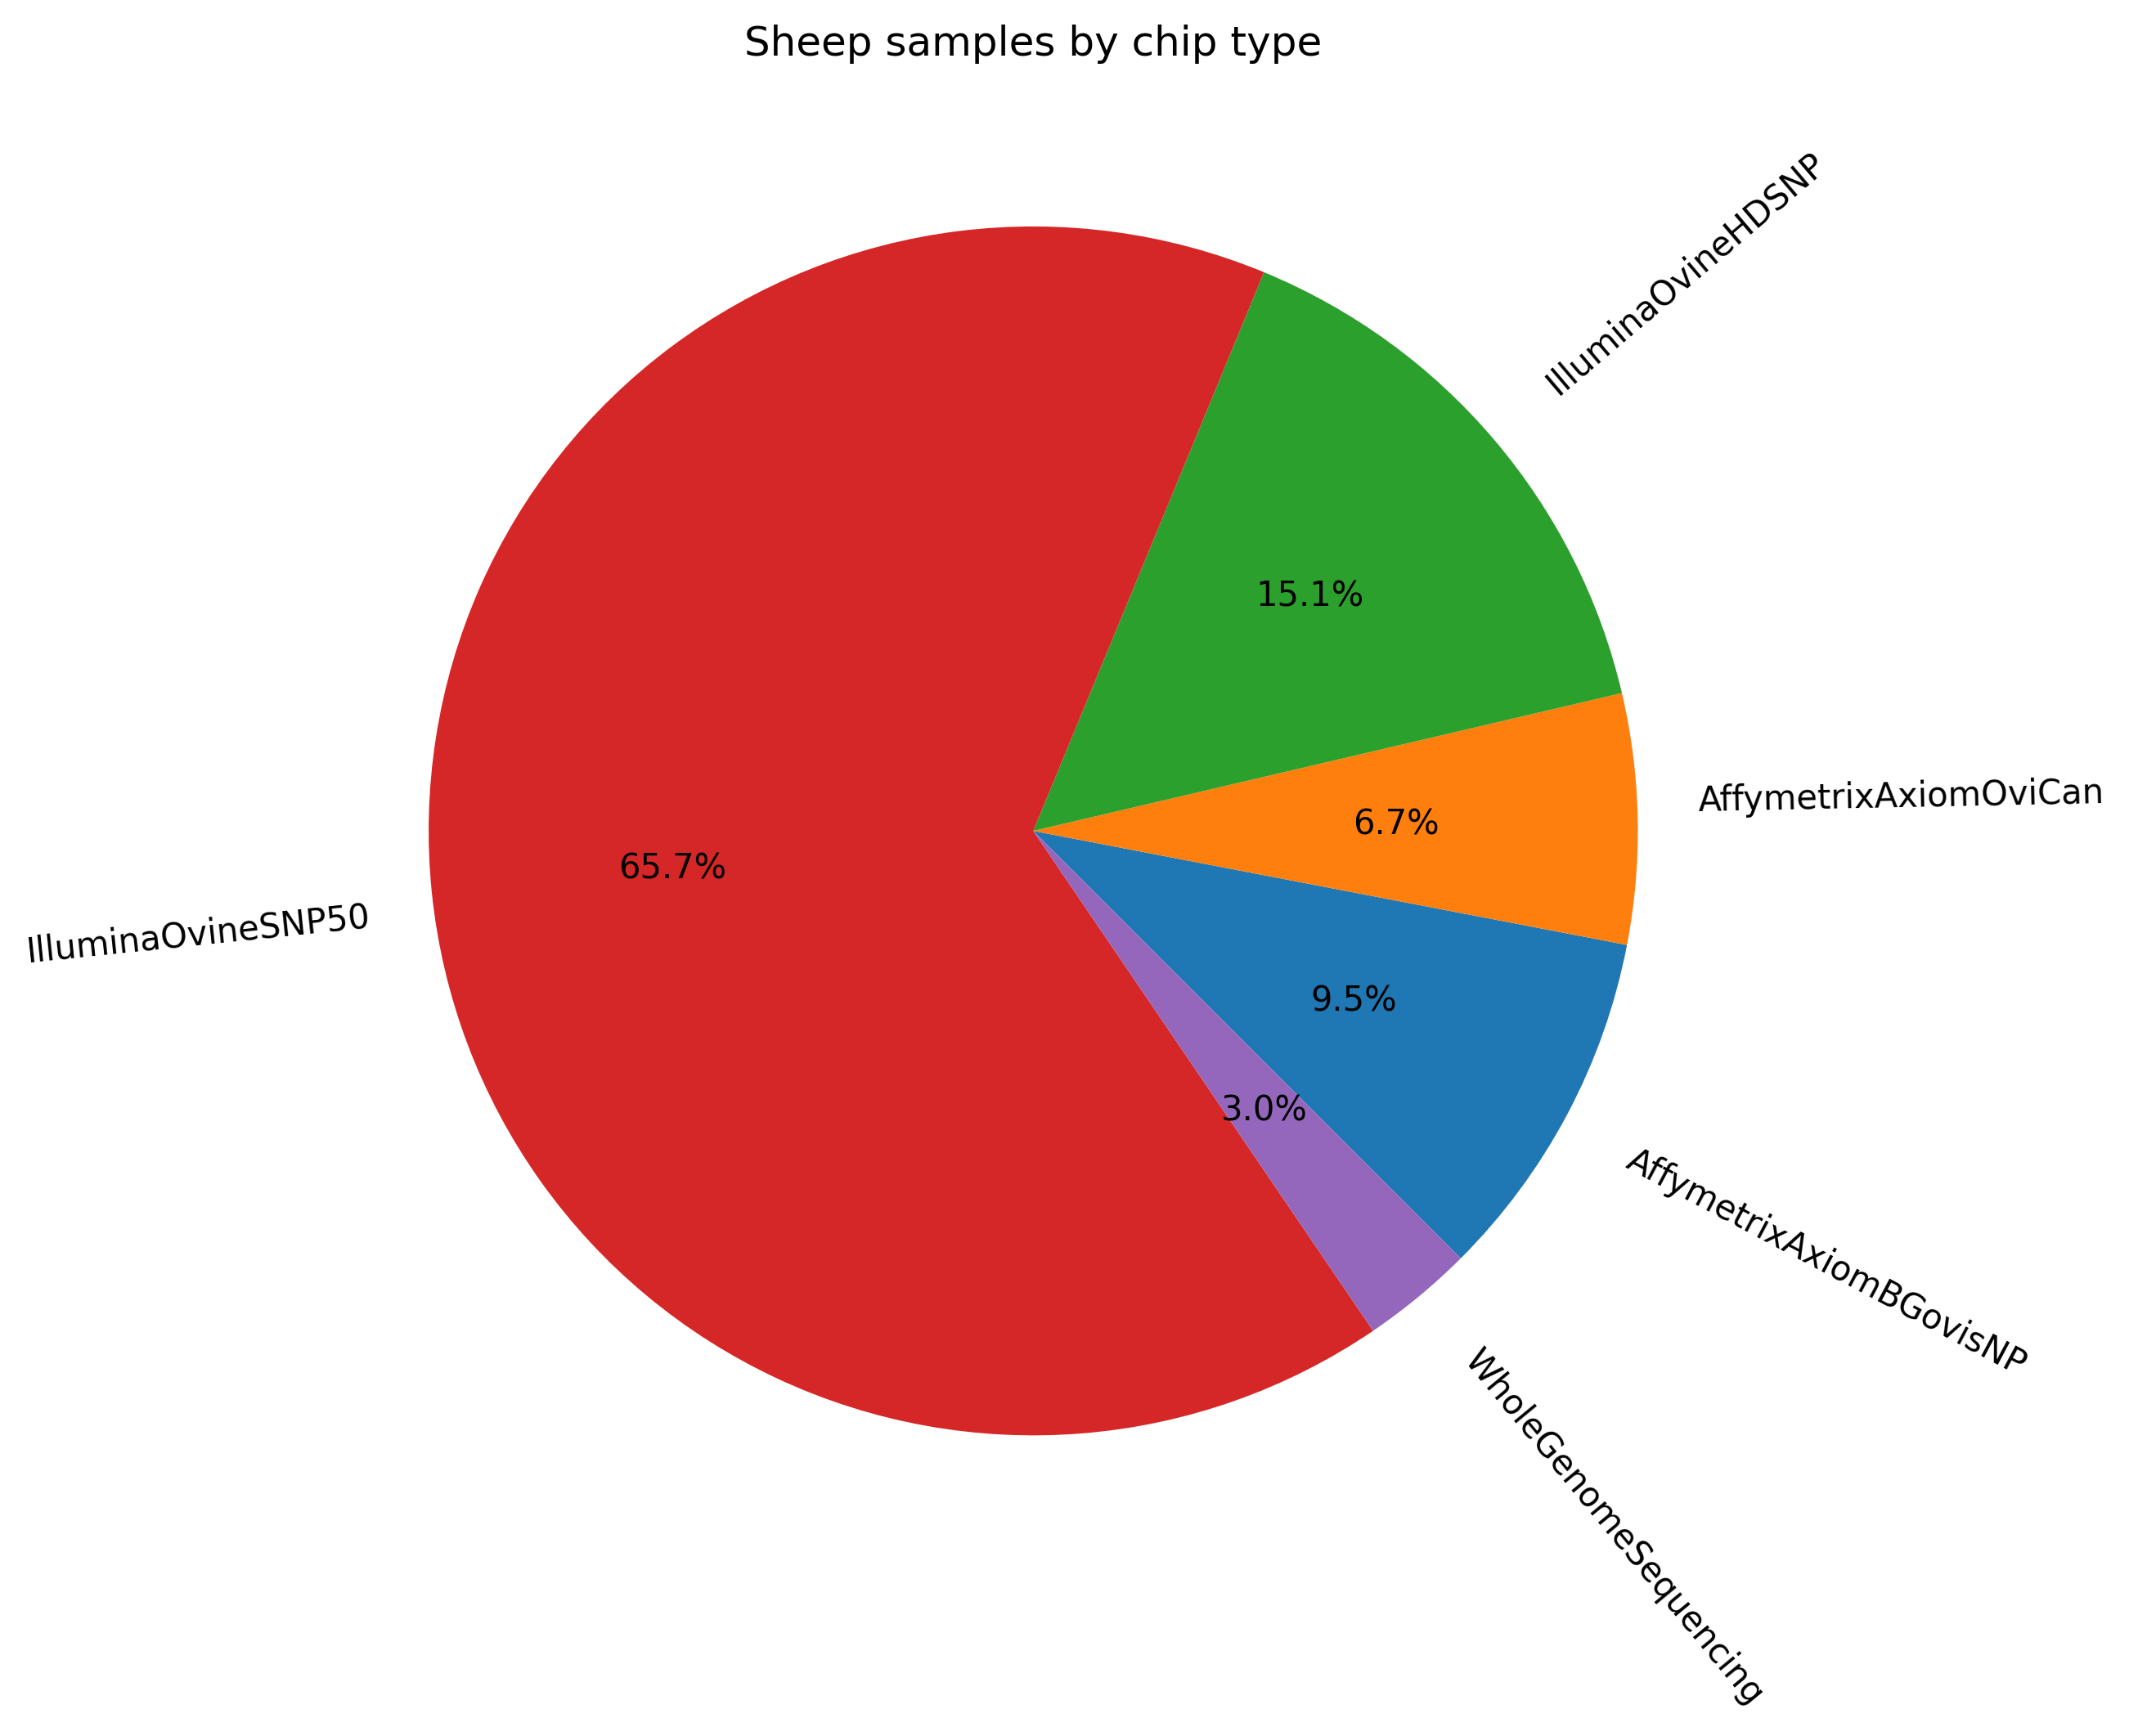 Sheep samples by chip type
IlluminaOvineHDSNP
15.1%
AffymetrixAxiomOviCan
6.7%
65.7%
IlluminaOvineSNP50
9.5%
3.0%
AffymetrixAxiomBGovisNP
WholeGenomeSequencing